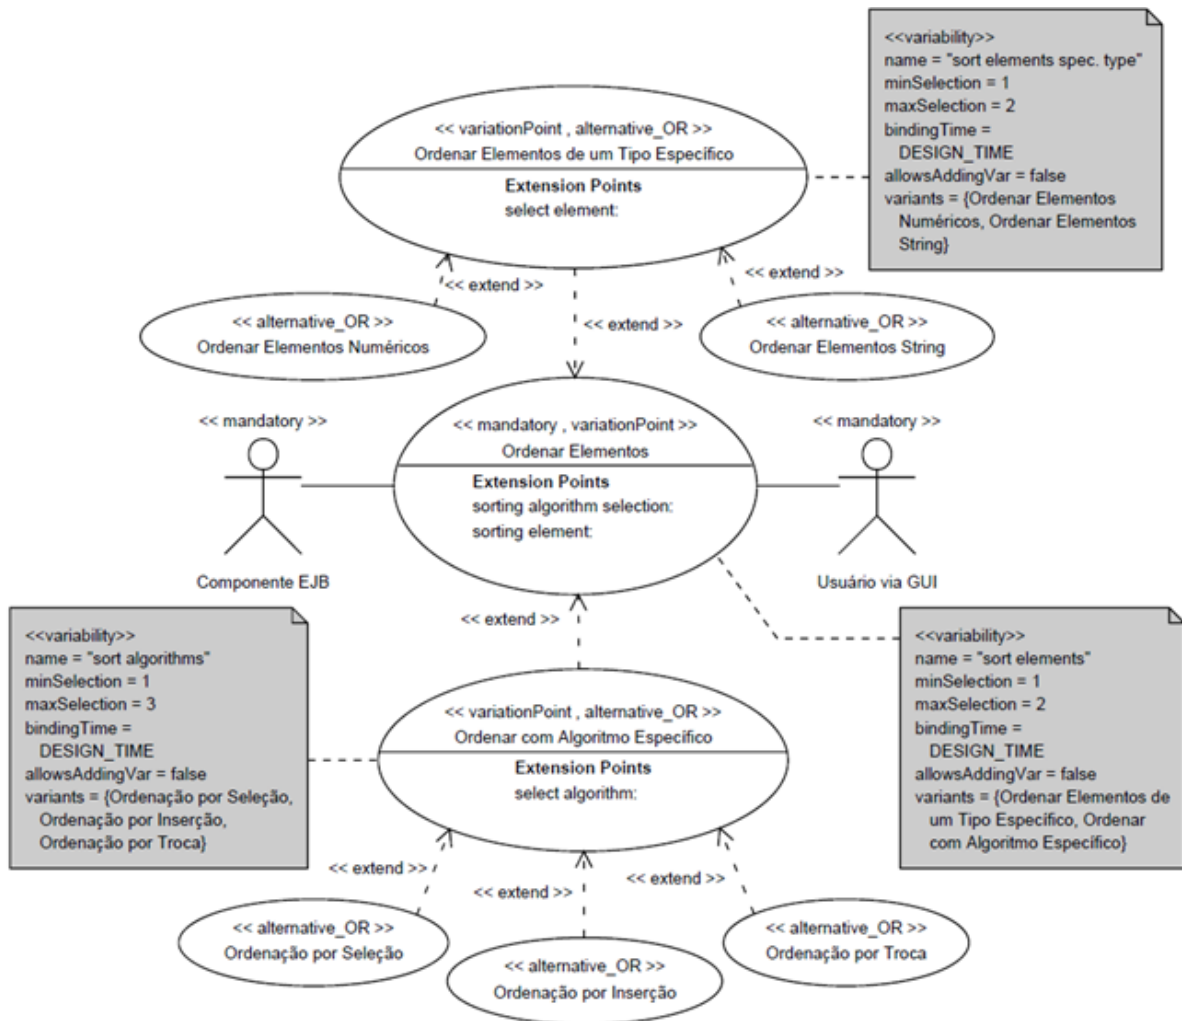 <<variability>>
name = "sort elements spec. type"
minSelection = 1
maxSelection = 2
bindingTime =
DESIGN_TIME
allowsAddingVar = false
variants = {Ordenar Elementos
Numéricos, Ordenar Elementos
String}
<< variationPoint , alternative_OR >>
Ordenar Elementos de um Tipo Específico
Extension Points
select element:
<< extend >>
<< extend >>
<< extend >>
<< alternative_OR >>
Ordenar Elementos Numéricos
<< alternative_OR >>
Ordenar Elementos String
<< mandatory >>
Componente EJB
<< mandatory , variationPoint >>
Ordenar Elementos
Extension Points
sorting algorithm selection:
sorting element:
<< mandatory >>
Usuário via GUI
<< extend >>
<<variability>>
name = "sort algorithms"
minSelection = 1
maxSelection = 3
bindingTime =
DESIGN_TIME
allowsAddingVar = false
variants = {Ordenação por Seleção,
Ordenação por Inserção,
Ordenação por Troca}
<< variationPoint , alternative_OR >>
Ordenar com Algoritmo Específico
Extension Points
select algorithm:
<<variability>>
name = "sort elements"
minSelection = 1
maxSelection = 2
bindingTime =
DESIGN_TIME
allowsAddingVar = false
variants = {Ordenar Elementos de
um Tipo Específico, Ordenar
com Algoritmo Específico}
<< extend >>
<< extend >>
<< extend >>
<< alternative_OR >>
Ordenação por Seleção
<< alternative_OR >>
Ordenação por Inserção
<< alternative_OR >>
Ordenação por Troca